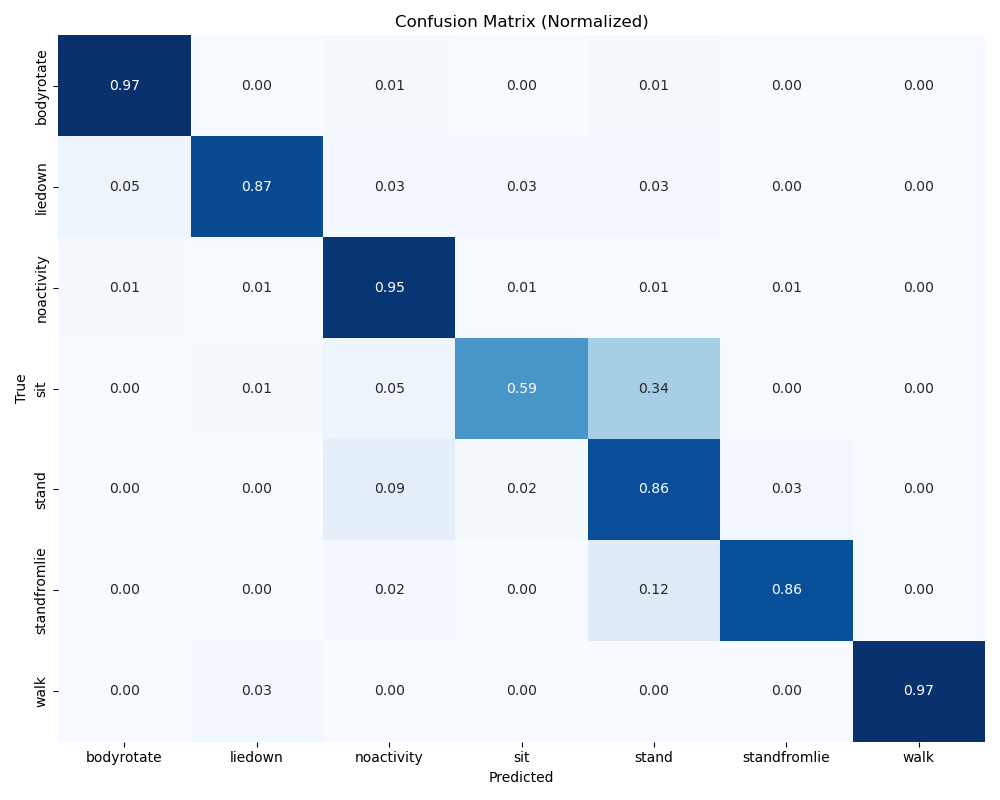 Confusion Matrix (Normalized)
True
bodyrotate 0.97 0.00 0.01 0.00 0.01 0.00 0.00
liedown 0.05 0.87 0.03 0.03 0.03 0.00 0.00
noactivity 0.01 0.01 0.95 0.01 0.01 0.01 0.00
sit 0.00 0.01 0.05 0.59 0.34 0.00 0.00
stand 0.00 0.00 0.09 0.02 0.86 0.03 0.00
standfromlie 0.00 0.00 0.02 0.00 0.12 0.86 0.00
walk 0.00 0.03 0.00 0.00 0.00 0.00 0.97
bodyrotate liedown noactivity sit stand standfromlie walk
Predicted